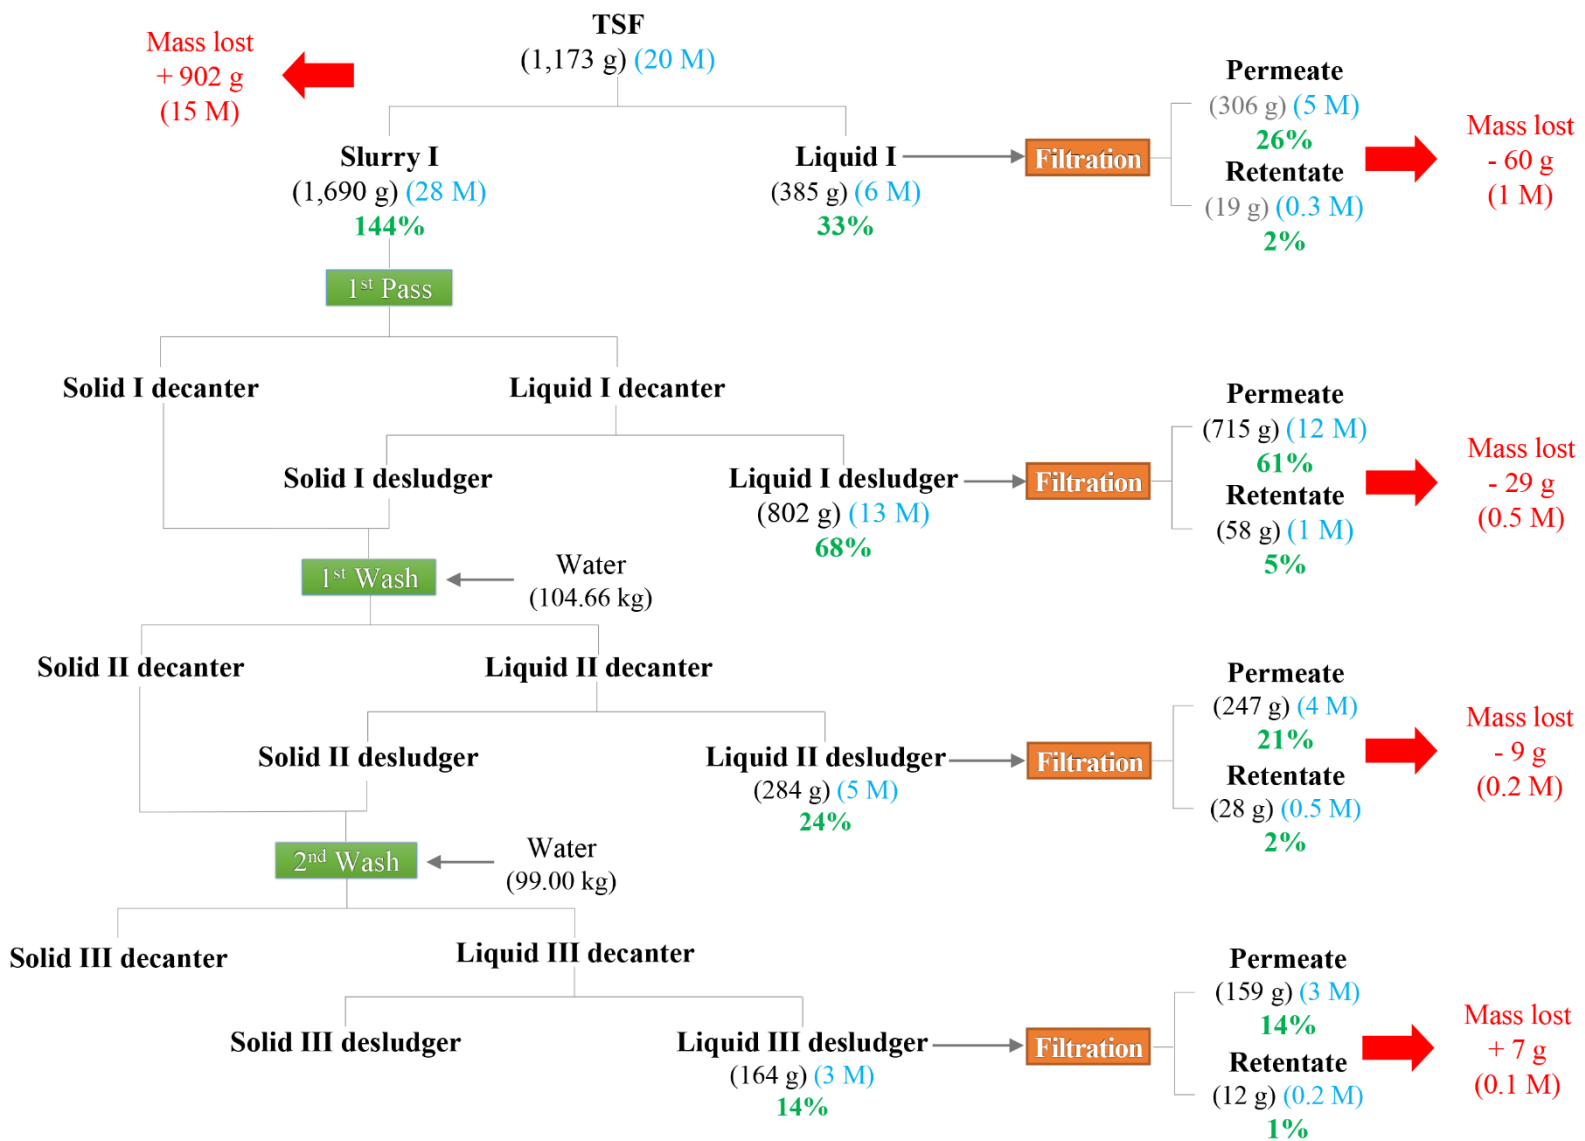 TSF
(1,173 g) (20 M)
Mass lost
+ 902 g
(15 M)
Slurry I
(1,690 g) (28 M)
144%
Liquid I
(385 g) (6 M)
33%
Filtration
Permeate
(306 g) (5 M)
26%
Retentate
(19 g) (0.3 M)
2%
Mass lost
- 60 g
(1 M)
1st Pass
Solid I decanter
Liquid I decanter
Solid I desludger
Liquid I desludger
(802 g) (13 M)
68%
Filtration
Permeate
(715 g) (12 M)
61%
Retentate
(58 g) (1 M)
5%
Mass lost
- 29 g
(0.5 M)
1st Wash
Water
(104.66 kg)
Solid II decanter
Liquid II decanter
Solid II desludger
Liquid II desludger
(284 g) (5 M)
24%
Filtration
Permeate
(247 g) (4 M)
21%
Retentate
(28 g) (0.5 M)
2%
Mass lost
- 9 g
(0.2 M)
2nd Wash
Water
(99.00 kg)
Solid III decanter
Liquid III decanter
Solid III desludger
Liquid III desludger
(164 g) (3 M)
14%
Filtration
Permeate
(159 g) (3 M)
14%
Retentate
(12 g) (0.2 M)
1%
Mass lost
+ 7 g
(0.1 M)